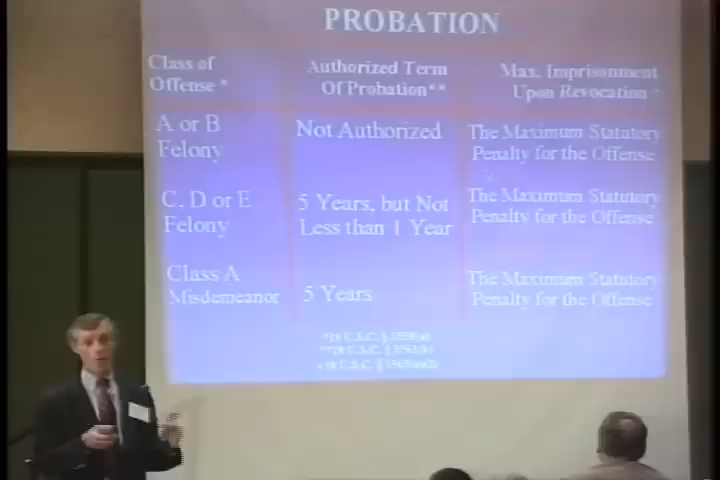 PROBATION
Class of
Offense *
Authorized Term
Of Probation**
Max. Imprisonment
Upon Revocation
A or B
Felony
Not Authorized
The Maximum Statutory
Penalty for the Offense
C, D or E
Felony
5 Years, but Not
Less than 1 Year
The Maximum Statutory
Penalty for the Offense
Class A
Misdemeanor
5 Years
The Maximum Statutory
Penalty for the Offense
U.S.C. §
U.S.C. §
U.S.C. §